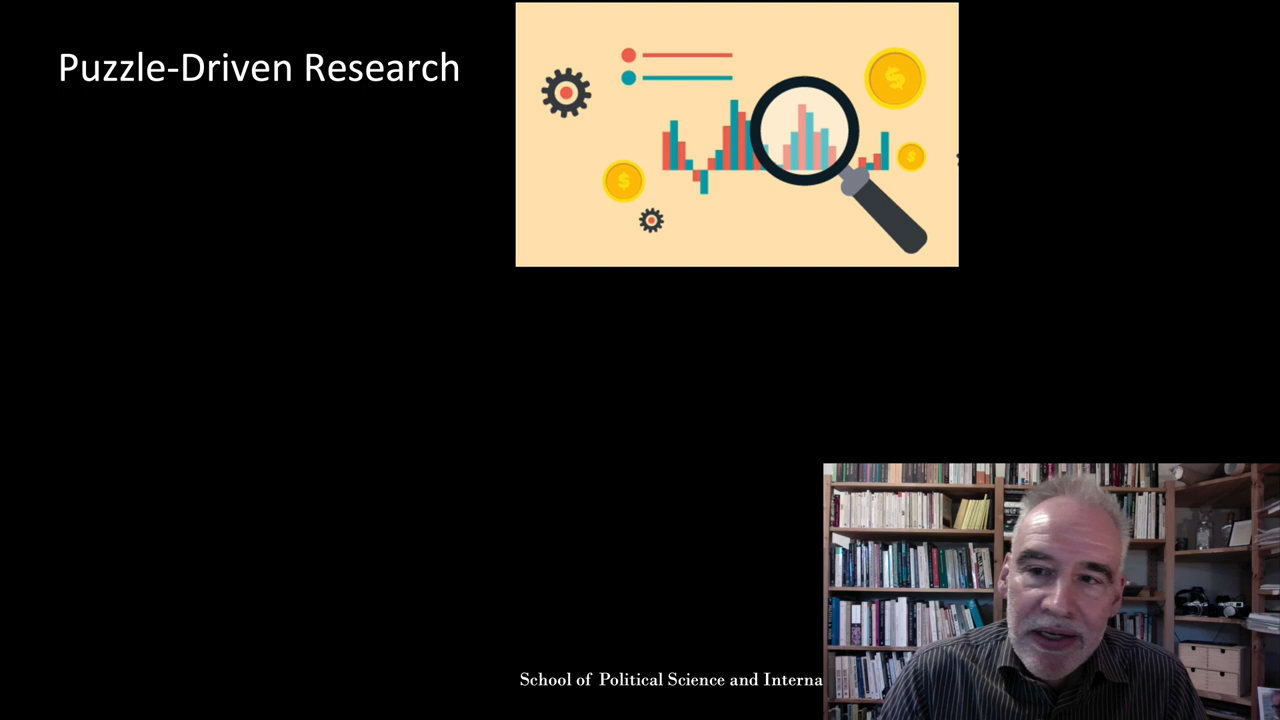 Puzzle-Driven Research
School of Political Science and Interna